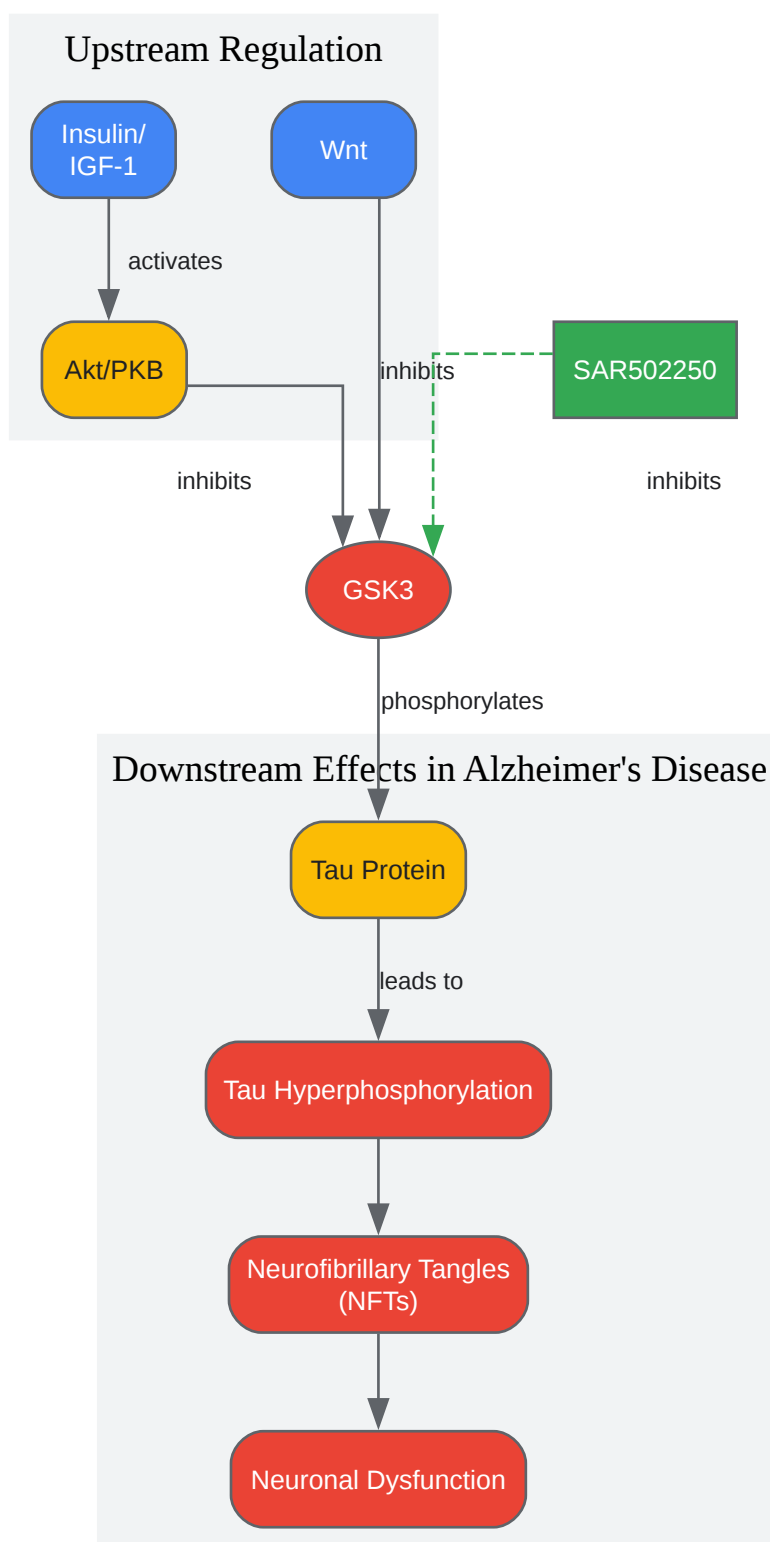 Upstream Regulation
Insulin/
IGF-1
Wnt
activates
Akt/PKB
inhibits
SAR502250
inhibits
inhibits
GSK3
phosphorylates
Downstream Effects in Alzheimer's Disease
Tau Protein
leads to
Tau Hyperphosphorylation
Neurofibrillary Tangles
(NFTs)
Neuronal Dysfunction